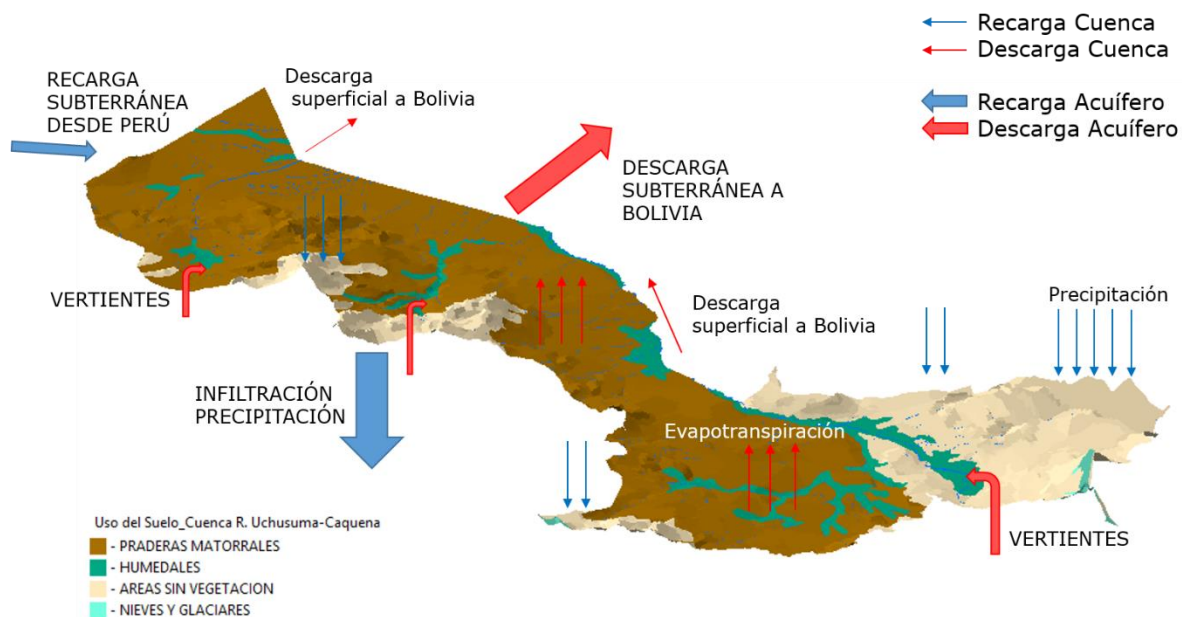 Recarga Cuenca
Descarga Cuenca
Recarga Acuífero
Descarga Acuífero
RECARGA
SUBTERRÁNEA
DESDE PERÚ
Descarga
superficial a Bolivia
DESCARGA
SUBTERRÁNEA A
BOLIVIA
VERTIENTES
Descarga
superficial a Bolivia
Precipitación
INFILTRACIÓN
PRECIPITACIÓN
Evapotranspiración
VERTIENTES
Uso del Suelo_Cuenca R. Uchusuma-Caquena
- PRADERAS MATORRALES
- HUMEDALES
- AREAS SIN VEGETACION
- NIEVES Y GLACIARES